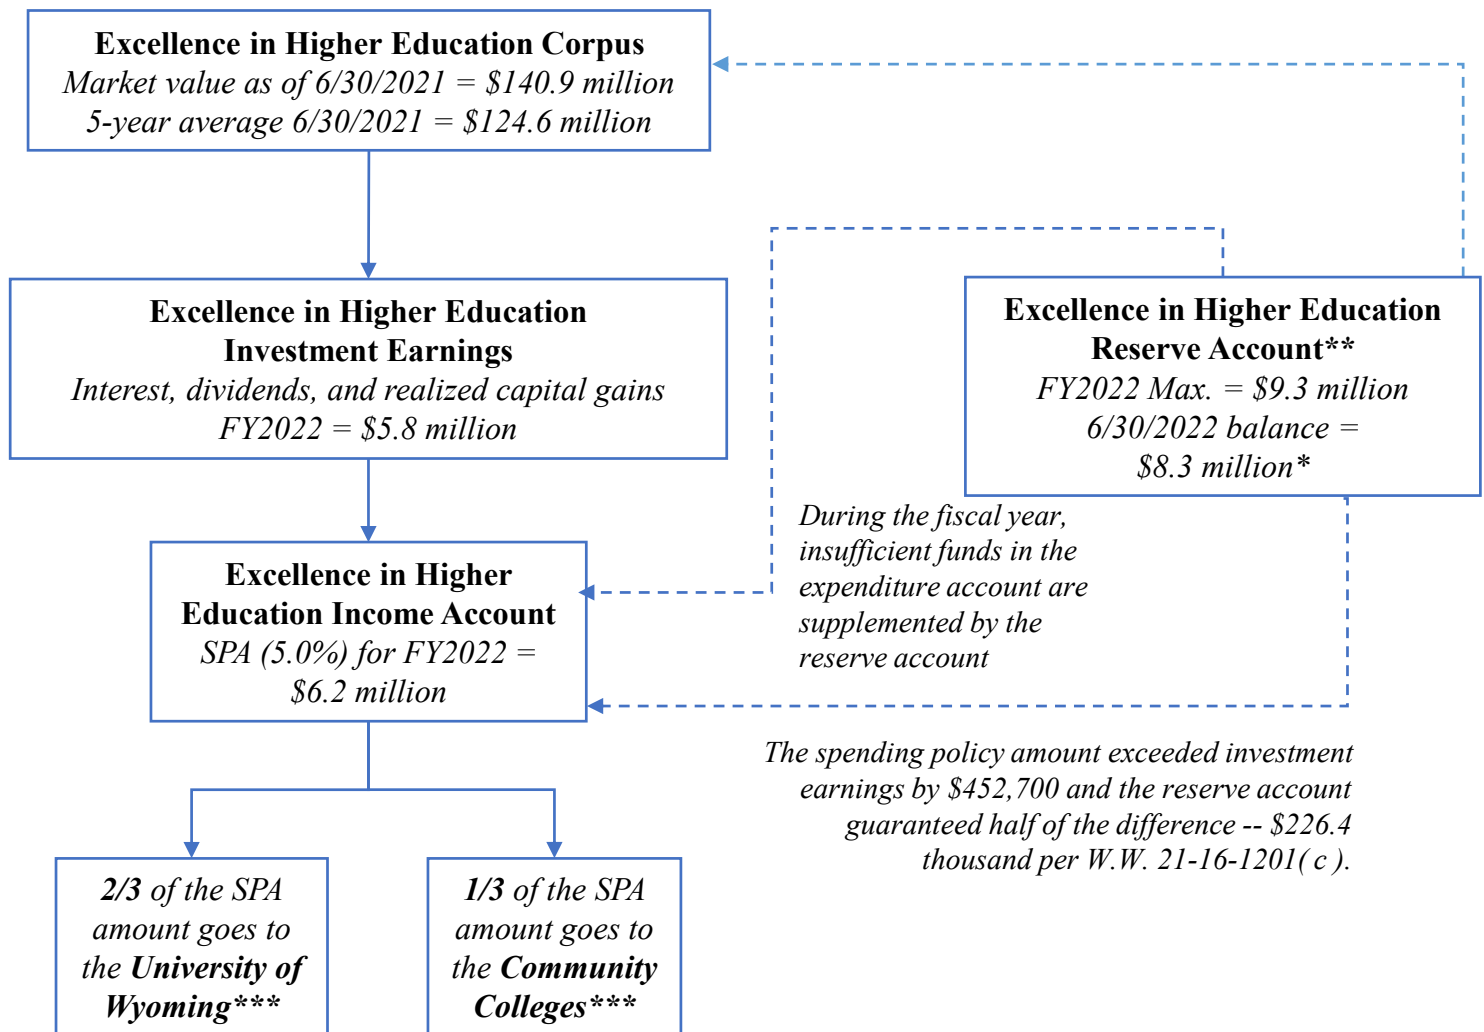 Excellence in Higher Education Corpus
Market value as of 6/30/2021 = $140.9 million
5-year average 6/30/2021 = $124.6 million
Excellence in Higher Education
Investment Earnings
Interest, dividends, and realized capital gains
FY2022 = $5.8 million
Excellence in Higher Education
Reserve Account**
FY2022 Max. = $9.3 million
6/30/2022 balance =
$8.3 million*
During the fiscal year,
insufficient funds in the
expenditure account are
supplemented by the
reserve account
Excellence in Higher
Education Income Account
SPA (5.0%) for FY2022 =
$6.2 million
The spending policy amount exceeded investment
earnings by $452,700 and the reserve account
guaranteed half of the difference -- $226.4
thousand per W.W. 21-16-1201( c ).
2/3 of the SPA
amount goes to
the University of
Wyoming***
1/3 of the SPA
amount goes to
the Community
Colleges***